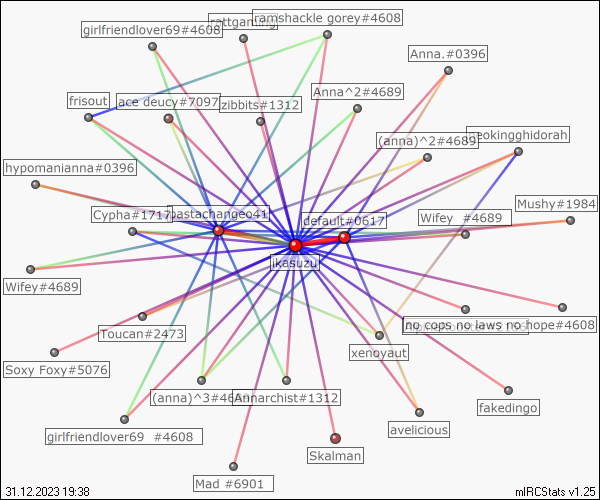 ramshackle gorey#4608
rattgaming
girlfriendlover69#4608
Anna.#0396
Anna^2#4689
frisout
ace deucy#7097
zibbits#1312
(anna)^2#4689
neokingghidorah
hypomanianna#0396
Mushy#1984
Cypha#1717
pastachangeo41
default#0617
Wifey  #4689
ikasuzu
Wifey#4689
Toucan#2473
no cops no laws no hope#4608
xenoyaut
Soxy Foxy#5076
(anna)^3#4689
Annarchist#1312
fakedingo
girlfriendlover69  #4608
avelicious
Skalman
Mad #6901
31.12.2023 19:38
mIRCStats v1.25